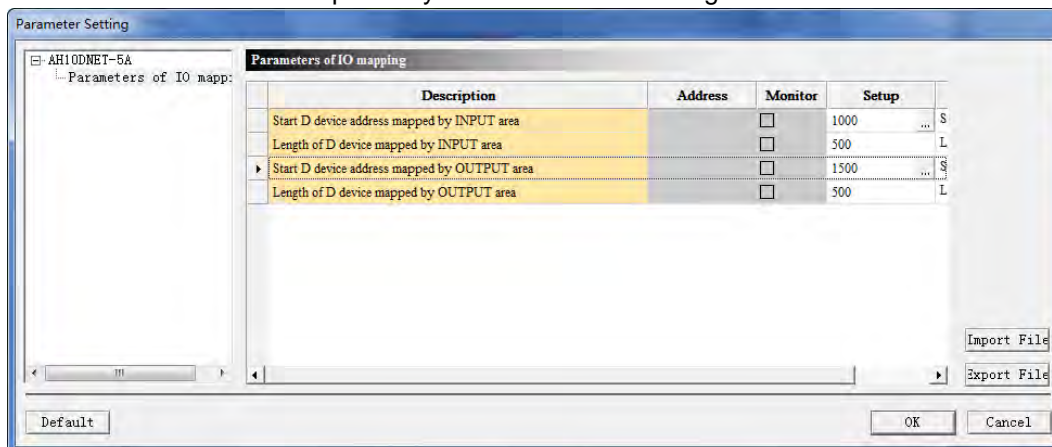 Parameter Setting
AH10DNET-5A
Parameters of IO mapp:
Parameters of IO mapping
Description Address Monitor Setup
Start D device address mapped by INPUT area 1000 ... S
Length of D device mapped by INPUT area 500 L
Start D device address mapped by OUTPUT area 1500 ... S
Length of D device mapped by OUTPUT area 500 L
Import File
Export File
Default OK Cancel